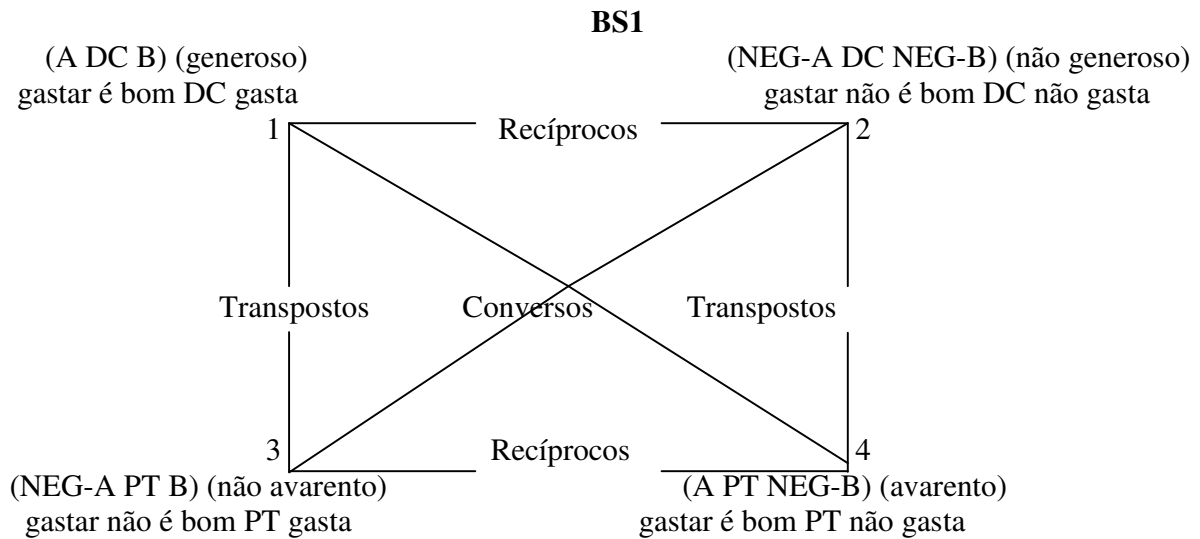 BS1
(A DC B) (generoso)
gastar é bom DC gasta
(NEG-A DC NEG-B) (não generoso)
gastar não é bom DC não gasta
1
Recíprocos
2
Transpostos
Conversos
Transpostos
3
Recíprocos
4
(NEG-A PT B) (não avarento)
gastar não é bom PT gasta
(A PT NEG-B) (avarento)
gastar é bom PT não gasta